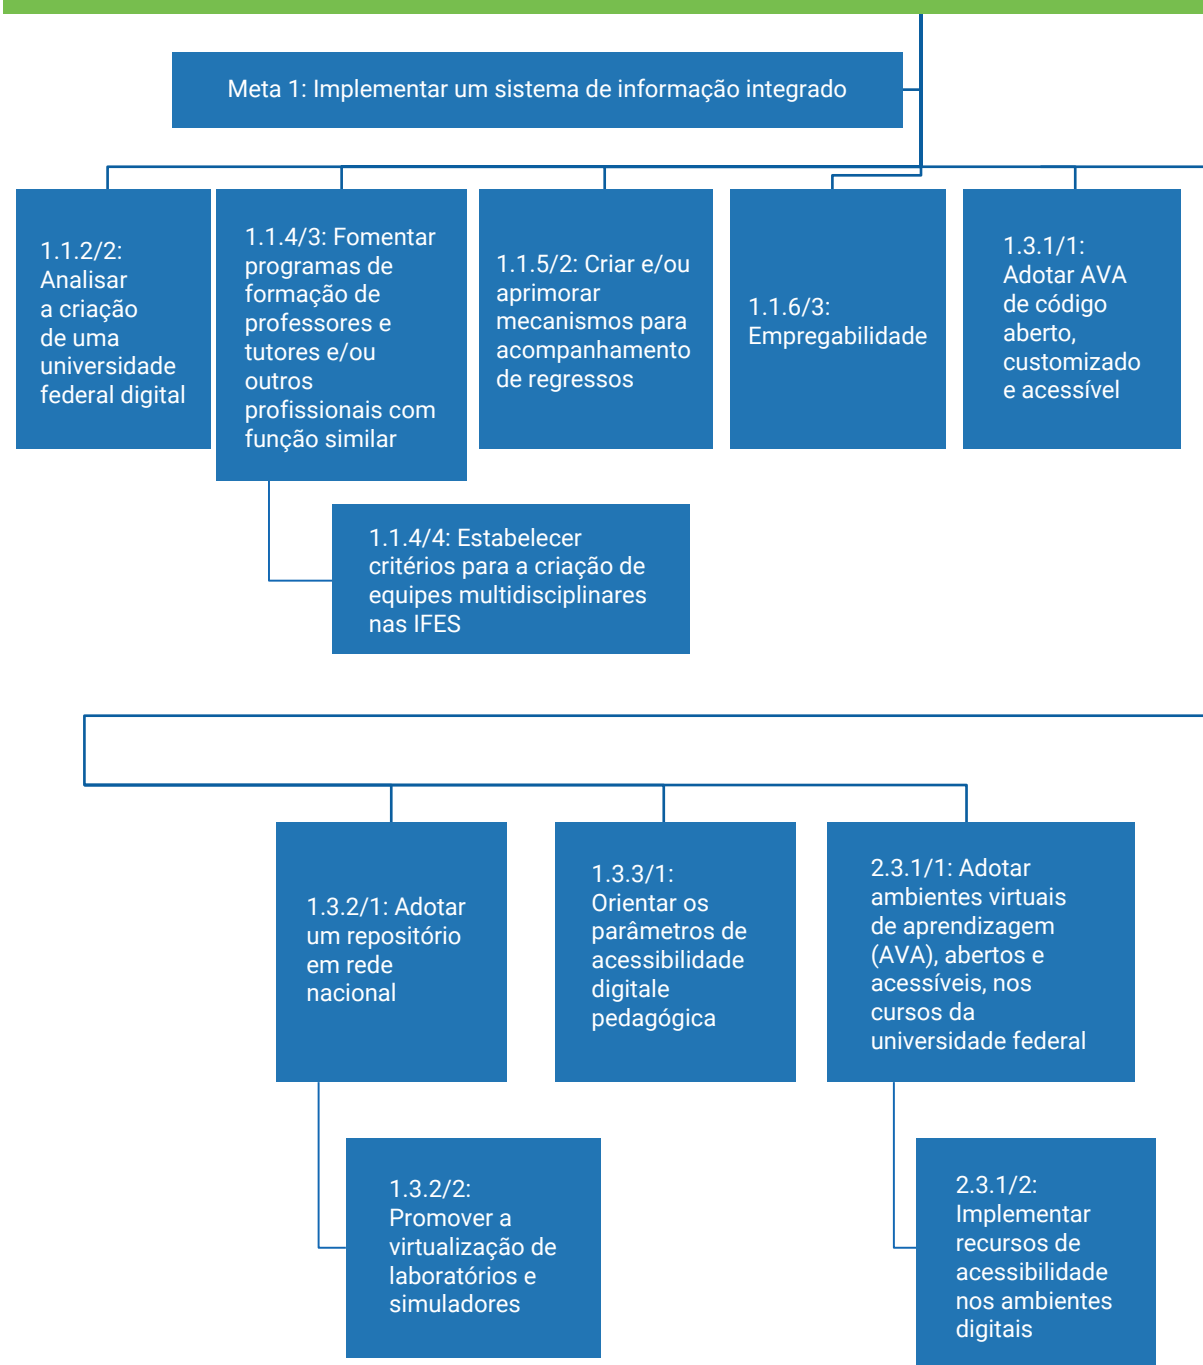 Meta 1: Implementar um sistema de informação integrado
1.1.2/2:
Analisar
a criação
de uma
universidade
federal digital
1.1.4/3: Fomentar
programas de
formação de
professores e
tutores e/ou
outros
profissionais com
função similar
1.1.5/2: Criar e/ou
aprimorar
mecanismos para
acompanhamento
de regressos
1.1.6/3:
Empregabilidade
1.3.1/1:
Adotar AVA
de código
aberto,
customizado
e acessível
1.1.4/4: Estabelecer
critérios para a criação de
equipes multidisciplinares
nas IFES
1.3.2/1: Adotar
um repositório
em rede
nacional
1.3.3/1:
Orientar os
parâmetros de
acessibilidade
digitale
pedagógica
2.3.1/1: Adotar
ambientes virtuais
de aprendizagem
(AVA), abertos e
acessíveis, nos
cursos da
universidade federal
1.3.2/2:
Promover a
virtualização de
laboratórios e
simuladores
2.3.1/2:
Implementar
recursos de
acessibilidade
nos ambientes
digitais